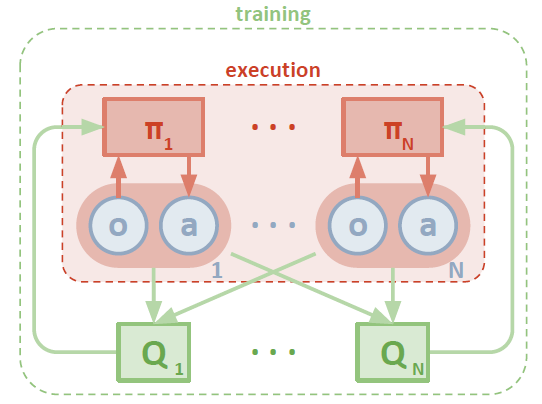 training
execution
π1 . . . πN
o a . . . o a
1 N
Q1 . . . QN